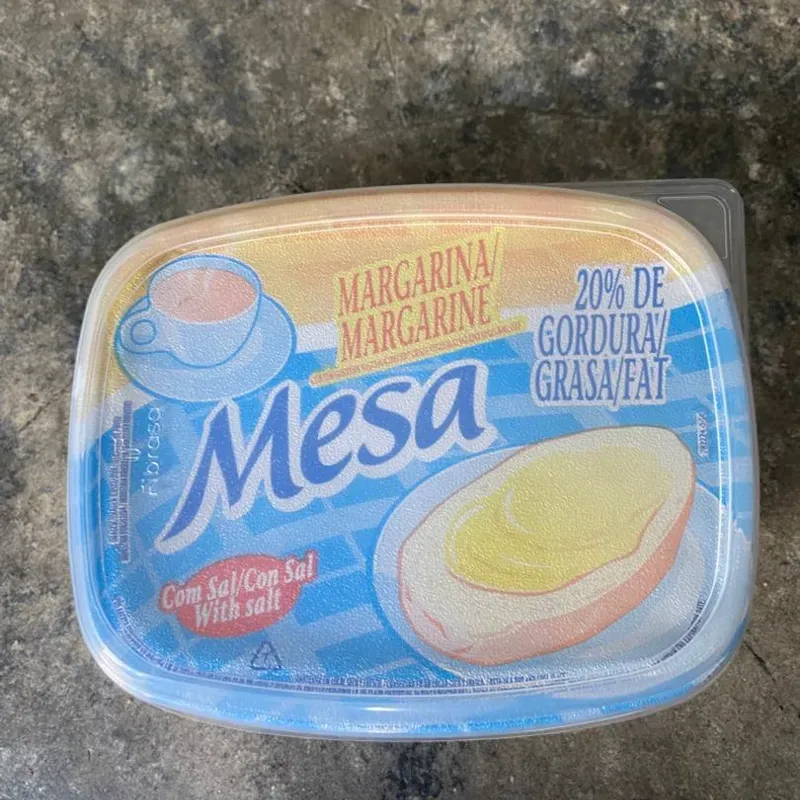 MARGARINA/
MARGARINE
20% DE
GORDURA/
GRASA/FAT
Mesa
Fibrasa
Com Sal/Con Sal
With salt